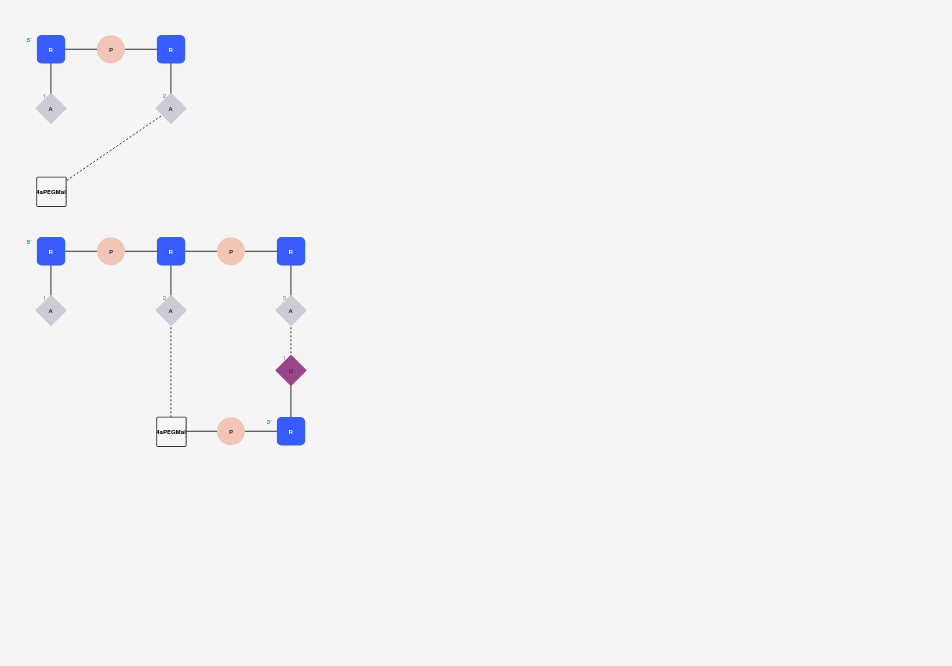 5' R P R
1 A 2 A
4aPEGMal
5' R P R P R
1 A 2 A 3 A
1 U
4aPEGMal P 3' R